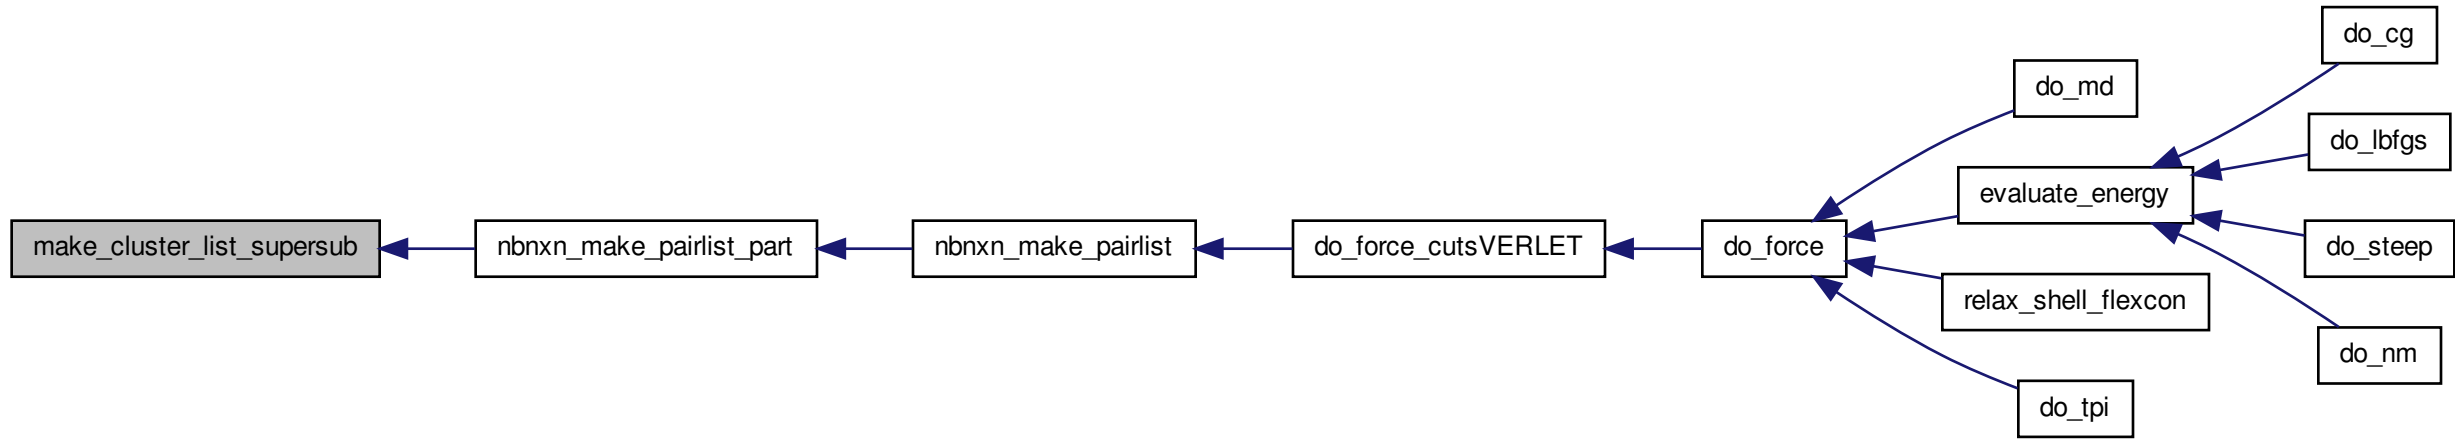 make_cluster_list_supersub
nbnxn_make_pairlist_part
nbnxn_make_pairlist
do_force_cutsVERLET
do_force
do_md
evaluate_energy
relax_shell_flexcon
do_tpi
do_cg
do_lbfgs
do_steep
do_nm